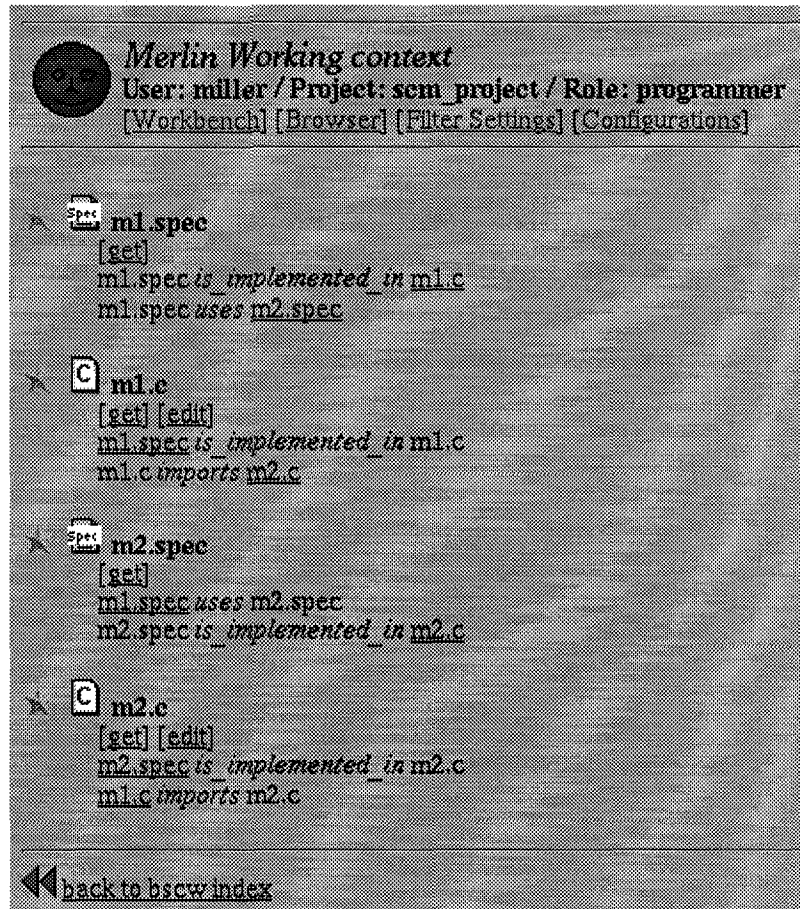 Merlin Working context
User: miller / Project: scm_project / Role: programmer
[Workbench] [Browser] [Filter Settings] [Configurations]
Spec m1.spec
[get]
m1.spec is_implemented_in m1.c
m1.spec uses m2.spec
C m1.c
[get] [edit]
m1.spec is_implemented_in m1.c
m1.c imports m2.c
Spec m2.spec
[get]
m1.spec uses m2.spec
m2.spec is_implemented_in m2.c
C m2.c
[get] [edit]
m2.spec is_implemented_in m2.c
m1.c imports m2.c
back to bscw index